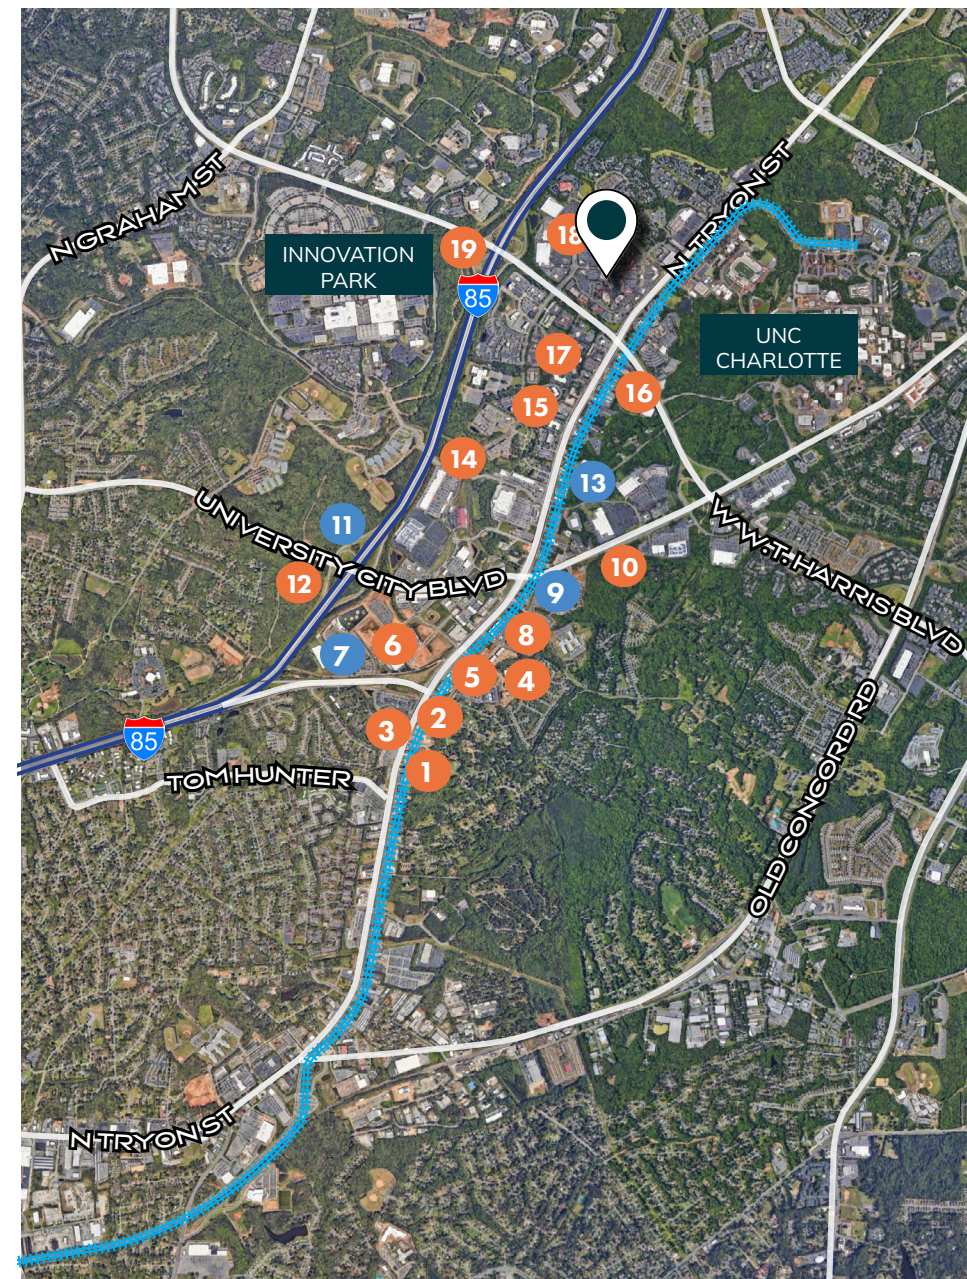 N GRAHAM ST
N TRYON ST
18
19
INNOVATION
PARK
85
UNC
CHARLOTTE
17
16
15
14
13
W W.T. HARRIS BLVD
11
UNIVERSITY CITY BLVD
12
10
9
8
6
7
5
4
2
3
1
85
TOM HUNTER
OLD CONCORD RD
N TRYON ST